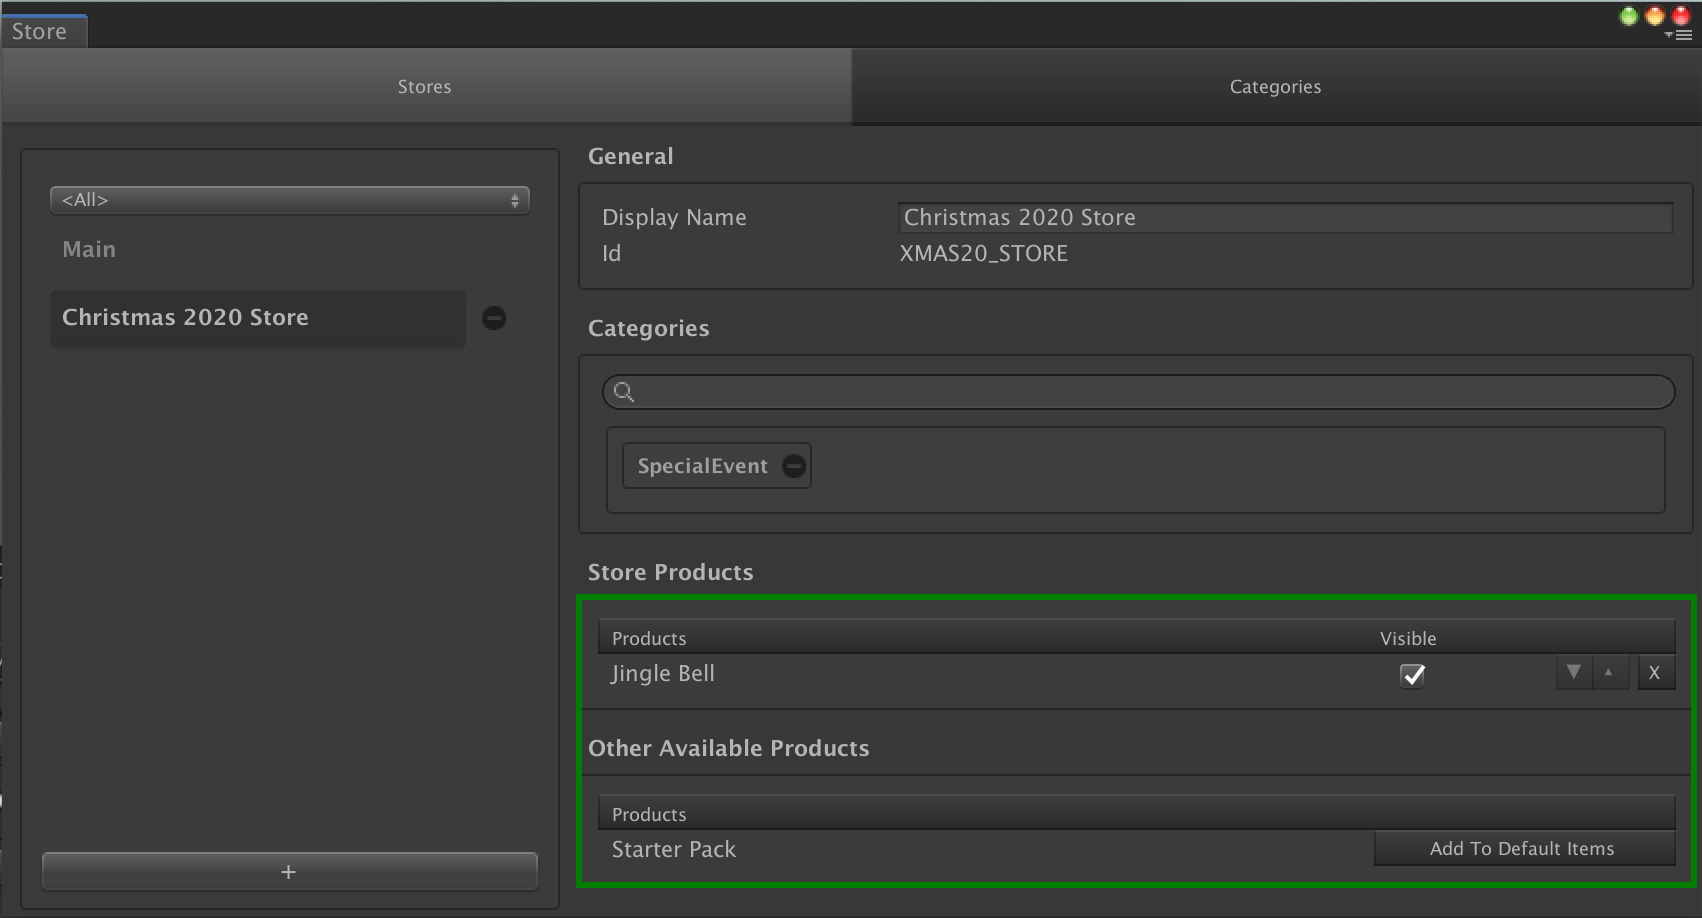 Store
Stores
Categories
<All>
Main
Christmas 2020 Store
+
General
Display Name Christmas 2020 Store
Id XMAS20_STORE
Categories
SpecialEvent
Store Products
Products Visible
Jingle Bell X
Other Available Products
Products
Starter Pack Add To Default Items